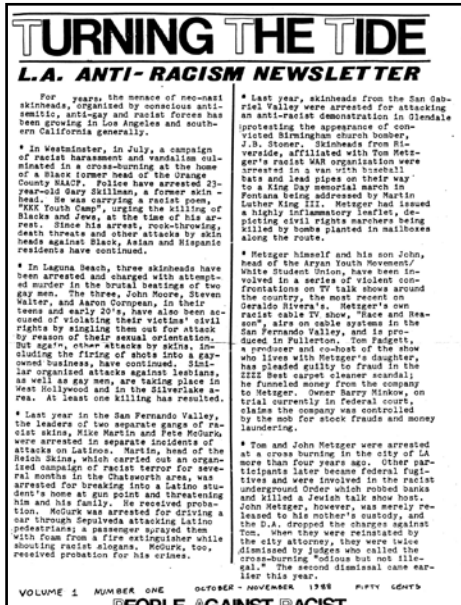 TURNING THE TIDE
L.A. ANTI-RACISM NEWSLETTER
For years, the menace of neo-nazi
skinheads, organized by conscious anti-
semitic, anti-gay and racist forces has
been growing in Los Angeles and south-
ern California generally.
* In Westminster, in July, a campaign
of racist harassment and vandalism cul-
minated in a cross-burning at the home
of a Black former head of the Orange
County NAACP. Police have arrested 23-
year-old Gary Skillman, a former skin
head. He was carrying a racist poem,
"KKK Youth Camp", urging the killing of
Blacks and Jews, at the time of his ar-
rest. Since his arrest, rock-throwing,
death threats and other attacks by skin
heads against Black, Asian and Hispanic
residents have continued.
* In Laguna Beach, three skinheads have
been arrested and charged with attempt-
ed murder in the brutal beatings of two
gay men. The three, John Moore, Steven
Walter, and Aaron Corngean, in their
teens and early 20's, have also been ac-
cused of violating their victims' civil
rights by singling them out for attack
by reason of their sexual orientation.
But again, other attacks by skins, in-
cluding the firing of shots into a gay-
owned business, have continued. Simi-
lar organized attacks against lesbians,
as well as gay men, are taking place in
West Hollywood and in the Silverlake a-
rea. At least one killing has resulted.
* Last year in the San Fernando Valley,
the leaders of two separate gangs of ra-
cist skins, Mike Martin and Pete McGurk,
were arrested in separate incidents of
attacks on Latinos. Martin, head of the
Reich Skins, which carried out an organ-
ized campaign of racist terror for seve-
ral months in the Chatsworth area, was
arrested for breaking into a Latino stu-
dent's home at gun point and threatening
him and his family. He received proba-
tion. McGurk was arrested for driving a
car through Sepulveda attacking Latino
pedestrians; a passenger sprayed them
with foam from a fire extinguisher while
shouting racist slogans. McGurk, too,
received probation for his crimes.
* Last year, skinheads from the San Gab-
riel Valley were arrested for attacking
an anti-racist demonstration in Glendale
protesting the appearance of con-
victed Birmingham church bomber,
J.B. Stoner. Skinheads from Ri-
verside, affiliated with Tom Metz-
ger's racist WAR organization were
arrested in a van with baseball
bats and lead pipes on their way
to a King Day memorial march in
Fontana being addressed by Martin
Luther King III. Metzger had issued
a highly inflammatory leaflet, de-
picting civil rights marchers being
killed by bombs planted in mailboxes
along the route.
* Metzger himself and his son John,
head of the Aryan Youth Movement/
White Student Union, have been in-
volved in a series of violent con-
frontations on TV talk shows around
the country, the most recent on
Geraldo Rivera's. Metzger's own
racist cable TV show, "Race and Rea-
son", airs on cable systems in the
San Fernando Valley, and is pro-
duced in Fullerton. Tom Padgett,
a producer and co-host of the show
who lives with Metzger's daughter,
has pleaded guilty to fraud in the
ZZZZ Best carpet cleaner scandal;
he funneled money from the company
to Metzger. Owner Barry Minkow, on
trial currently in federal court,
claims the company was controlled
by the mob for stock frauds and money
laundering.
* Tom and John Metzger were arrested
at a cross burning in the city of LA
more than four years ago. Other par-
ticipants later became federal fugi-
tives and were involved in the racist
underground Order which robbed banks
and killed a Jewish talk show host.
John Metzger, however, was merely re-
leased to his mother's custody, and
the D.A. dropped the charges against
Tom. When they were reinstated by
the city attorney, they were twice
dismissed by judges who called the
cross-burning "odious but not ille-
gal." The second dismissal came ear-
lier this year.
VOLUME 1 NUMBER ONE OCTOBER - NOVEMBER 1988 FIFTY CENTS
PEOPLE AGAINST RACIST